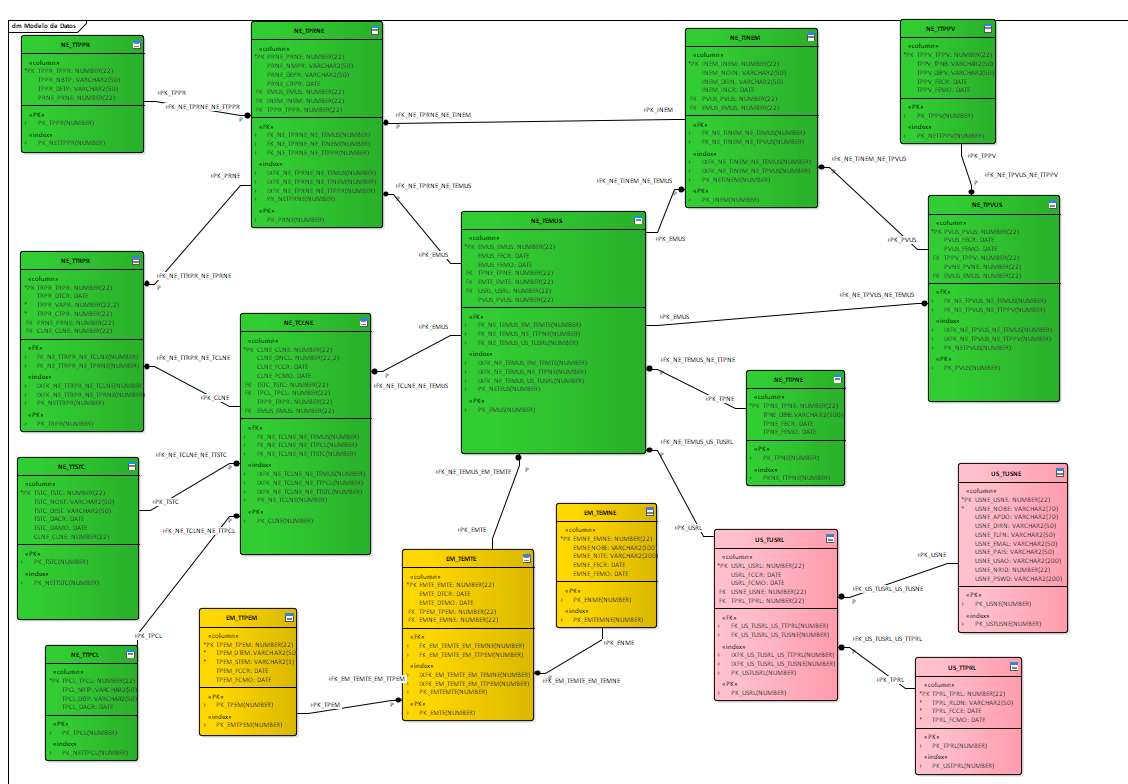 dm Modelo de Datos
NE_TTPPR
«column»
*PK TPPR_TPPR: NUMBER(22)
TPPR_NBTP: VARCHAR2(50)
TPPR_DETP: VARCHAR2(50)
PRNE_PRNE: NUMBER(22)
«PK»
+ PK_TPPR(NUMBER)
«index»
+ PK_NETTPPR(NUMBER)
NE_TPRNE
«column»
*PK PRNE_PRNE: NUMBER(22)
PRNE_NMPR: VARCHAR2(50)
PRNE_DEPR: VARCHAR2(50)
PRNE_CRPR: DATE
FK EMUS_EMUS: NUMBER(22)
FK INEM_INEM: NUMBER(22)
FK TPPR_TPPR: NUMBER(22)
«FK»
+ FK_NE_TPRNE_NE_TEMUS(NUMBER)
+ FK_NE_TPRNE_NE_TINEM(NUMBER)
+ FK_NE_TPRNE_NE_TTPPR(NUMBER)
«index»
+ IXFK_NE_TPRNE_NE_TEMUS(NUMBER)
+ IXFK_NE_TPRNE_NE_TINEM(NUMBER)
+ IXFK_NE_TPRNE_NE_TTPPR(NUMBER)
+ PK_NETPRNE(NUMBER)
«PK»
+ PK_PRNE(NUMBER)
NE_TINEM
«column»
*PK INEM_INEM: NUMBER(22)
INEM_NOIN: VARCHAR2(50)
INEM_DEIN: VARCHAR2(50)
INEM_INCR: DATE
FK PVUS_PVUS: NUMBER(22)
FK EMUS_EMUS: NUMBER(22)
«FK»
+ FK_NE_TINEM_NE_TEMUS(NUMBER)
+ FK_NE_TINEM_NE_TPVUS(NUMBER)
«index»
+ IXFK_NE_TINEM_NE_TEMUS(NUMBER)
+ IXFK_NE_TINEM_NE_TPVUS(NUMBER)
+ PK_NETINEM(NUMBER)
«PK»
+ PK_INEM(NUMBER)
NE_TTPPV
«column»
*PK TPPV_TPPV: NUMBER(22)
TPPV_TPNB: VARCHAR2(50)
TPPV_DEPV: VARCHAR2(50)
TPPV_FECR: DATE
TPPV_FEMO: DATE
«PK»
+ PK_TPPV(NUMBER)
«index»
+ PK_NETTPPV(NUMBER)
+PK_TPPR
+FK_NE_TPRNE_NE_TTPPR
P
+FK_NE_TPRNE_NE_TINEM
P
+PK_INEM
+PK_PRNE
+FK_NE_TPRNE_NE_TEMUS
P
+PK_EMUS
+FK_NE_TINEM_NE_TEMUS
P
+PK_EMUS
+FK_NE_TINEM_NE_TPVUS
P
+PK_PVUS
+PK_TPPV
+FK_NE_TPVUS_NE_TTPPV
P
NE_TTRPR
«column»
*PK TRPR_TRPR: NUMBER(22)
TRPR_DTCR: DATE
* TRPR_VAPR: NUMBER(22,2)
* TRPR_CTPR: NUMBER(22)
FK PRNE_PRNE: NUMBER(22)
FK CLNE_CLNE: NUMBER(22)
«FK»
+ FK_NE_TTRPR_NE_TCLNE(NUMBER)
+ FK_NE_TTRPR_NE_TPRNE(NUMBER)
«index»
+ IXFK_NE_TTRPR_NE_TCLNE(NUMBER)
+ IXFK_NE_TTRPR_NE_TPRNE(NUMBER)
+ PK_NETTRPR(NUMBER)
«PK»
+ PK_TRPR(NUMBER)
+FK_NE_TTRPR_NE_TPRNE
P
+FK_NE_TTRPR_NE_TCLNE
P
+PK_CLNE
NE_TEMUS
«column»
*PK EMUS_EMUS: NUMBER(22)
EMUS_FECR: DATE
EMUS_FEMO: DATE
FK TPNE_TPNE: NUMBER(22)
FK EMTE_EMTE: NUMBER(22)
FK USRL_USRL: NUMBER(22)
PVUS_PVUS: NUMBER(22)
«FK»
+ FK_NE_TEMUS_EM_TEMTE(NUMBER)
+ FK_NE_TEMUS_NE_TTPNE(NUMBER)
+ FK_NE_TEMUS_US_TUSRL(NUMBER)
«index»
+ IXFK_NE_TEMUS_EM_TEMTE(NUMBER)
+ IXFK_NE_TEMUS_NE_TTPNE(NUMBER)
+ IXFK_NE_TEMUS_US_TUSRL(NUMBER)
+ PK_NETEUS(NUMBER)
«PK»
+ PK_EMUS(NUMBER)
NE_TPVUS
«column»
*PK PVUS_PVUS: NUMBER(22)
PVUS_FECR: DATE
PVUS_FEMO: DATE
FK TPPV_TPPV: NUMBER(22)
PVNE_PVNE: NUMBER(22)
FK EMUS_EMUS: NUMBER(22)
«FK»
+ FK_NE_TPVUS_NE_TEMUS(NUMBER)
+ FK_NE_TPVUS_NE_TTPPV(NUMBER)
«index»
+ IXFK_NE_TPVUS_NE_TEMUS(NUMBER)
+ IXFK_NE_TPVUS_NE_TTPPV(NUMBER)
+ PK_NETPVUS(NUMBER)
«PK»
+ PK_PVUS(NUMBER)
+PK_EMUS
+FK_NE_TPVUS_NE_TEMUS
P
NE_TCLNE
«column»
*PK CLNE_CLNE: NUMBER(22)
CLNE_DNCL: NUMBER(22,2)
CLNE_FCCR: DATE
CLNE_FCMO: DATE
FK TSTC_TSTC: NUMBER(22)
FK TPCL_TPCL: NUMBER(22)
TRPR_TRPR: NUMBER(22)
FK EMUS_EMUS: NUMBER(22)
«FK»
+ FK_NE_TCLNE_NE_TEMUS(NUMBER)
+ FK_NE_TCLNE_NE_TTPCL(NUMBER)
+ FK_NE_TCLNE_NE_TTSTC(NUMBER)
«index»
+ IXFK_NE_TCLNE_NE_TEMUS(NUMBER)
+ IXFK_NE_TCLNE_NE_TTPCL(NUMBER)
+ IXFK_NE_TCLNE_NE_TTSTC(NUMBER)
+ PK_NE_TCLNE(NUMBER)
«PK»
+ PK_CLNE(NUMBER)
+PK_EMUS
P
+FK_NE_TCLNE_NE_TEMUS
+FK_NE_TEMUS_NE_TTPNE
P
+PK_TPNE
NE_TTPNE
«column»
*PK TPNE_TPNE: NUMBER(22)
TPNE_DENE: VARCHAR2(100)
TPNE_FECR: DATE
TPNE_FEMO: DATE
«PK»
+ PK_TPNE(NUMBER)
«index»
+ PK_NETTPNE(NUMBER)
+FK_NE_TEMUS_US_TUSRL
P
+PK_USRL
+FK_NE_TEMUS_EM_TEMTE
P
+PK_EMTE
NE_TTSTC
«column»
*PK TSTC_TSTC: NUMBER(22)
TSTC_NOST: VARCHAR2(50)
TSTC_DEST: VARCHAR2(50)
TSTC_DACR: DATE
TSTC_DAMO: DATE
CLNE_CLNE: NUMBER(22)
«PK»
+ PK_TSTC(NUMBER)
«index»
+ PK_NETTSTC(NUMBER)
+FK_NE_TCLNE_NE_TTSTC
P
+PK_TSTC
P
+FK_NE_TCLNE_NE_TTPCL
+PK_TPCL
NE_TTPCL
«column»
*PK TPCL_TPCL: NUMBER(22)
TPCL_NRTP: VARCHAR2(50)
TPCL_DETP: VARCHAR2(50)
TPCL_DACR: DATE
«PK»
+ PK_TPCL(NUMBER)
«index»
+ PK_NETTPCL(NUMBER)
EM_TTPEM
«column»
*PK TPEM_TPEM: NUMBER(22)
* TPEM_DTEM: VARCHAR2(50)
* TPEM_STEM: VARCHAR2(1)
TPEM_FCCR: DATE
TPEM_FCMO: DATE
«PK»
+ PK_TPEM(NUMBER)
«index»
+ PK_EMTPEM(NUMBER)
+FK_EM_TEMTE_EM_TTPEM
+PK_TPEM
P
EM_TEMTE
«column»
*PK EMTE_EMTE: NUMBER(22)
EMTE_DTCR: DATE
EMTE_DTMO: DATE
FK TPEM_TPEM: NUMBER(22)
FK EMNE_EMNE: NUMBER(22)
«FK»
+ FK_EM_TEMTE_EM_TEMNE(NUMBER)
+ FK_EM_TEMTE_EM_TTPEM(NUMBER)
«index»
+ IXFK_EM_TEMTE_EM_TEMNE(NUMBER)
+ IXFK_EM_TEMTE_EM_TTPEM(NUMBER)
+ PK_EMTEMTE(NUMBER)
«PK»
+ PK_EMTE(NUMBER)
EM_TEMNE
«column»
*PK EMNE_EMNE: NUMBER(22)
EMNE_NOBE: VARCHAR2(100)
EMNE_NITE: VARCHAR2(200)
EMNE_FECR: DATE
EMNE_FEMO: DATE
«PK»
+ PK_ENME(NUMBER)
«index»
+ PK_EMTEMNE(NUMBER)
+PK_ENME
P
+FK_EM_TEMTE_EM_TEMNE
US_TUSRL
«column»
*PK USRL_USRL: NUMBER(22)
USRL_FCCR: DATE
USRL_FCMO: DATE
FK USNE_USNE: NUMBER(22)
FK TPRL_TPRL: NUMBER(22)
«FK»
+ FK_US_TUSRL_US_TTPRL(NUMBER)
+ FK_US_TUSRL_US_TUSNE(NUMBER)
«index»
+ IXFK_US_TUSRL_US_TTPRL(NUMBER)
+ IXFK_US_TUSRL_US_TUSNE(NUMBER)
+ PK_USTUSRL(NUMBER)
«PK»
+ PK_USRL(NUMBER)
US_TUSNE
«column»
*PK USNE_USNE: NUMBER(22)
* USNE_NOBE: VARCHAR2(70)
USNE_APDO: VARCHAR2(70)
USNE_DIRN: VARCHAR2(50)
USNE_TLFN: VARCHAR2(50)
USNE_EMAL: VARCHAR2(50)
USNE_PAIS: VARCHAR2(50)
USNE_USAO: VARCHAR2(200)
USNE_NRID: NUMBER(22)
USNE_PSWD: VARCHAR2(200)
«PK»
+ PK_USNE(NUMBER)
«index»
+ PK_USTUSNE(NUMBER)
+PK_USNE
+FK_US_TUSRL_US_TUSNE
P
+FK_US_TUSRL_US_TTPRL
P
+PK_TPRL
US_TTPRL
«column»
*PK TPRL_TPRL: NUMBER(22)
* TPRL_RLDN: VARCHAR2(50)
* TPRL_FCCE: DATE
* TPRL_FCMO: DATE
«PK»
+ PK_TPRL(NUMBER)
«index»
+ PK_USTPRL(NUMBER)